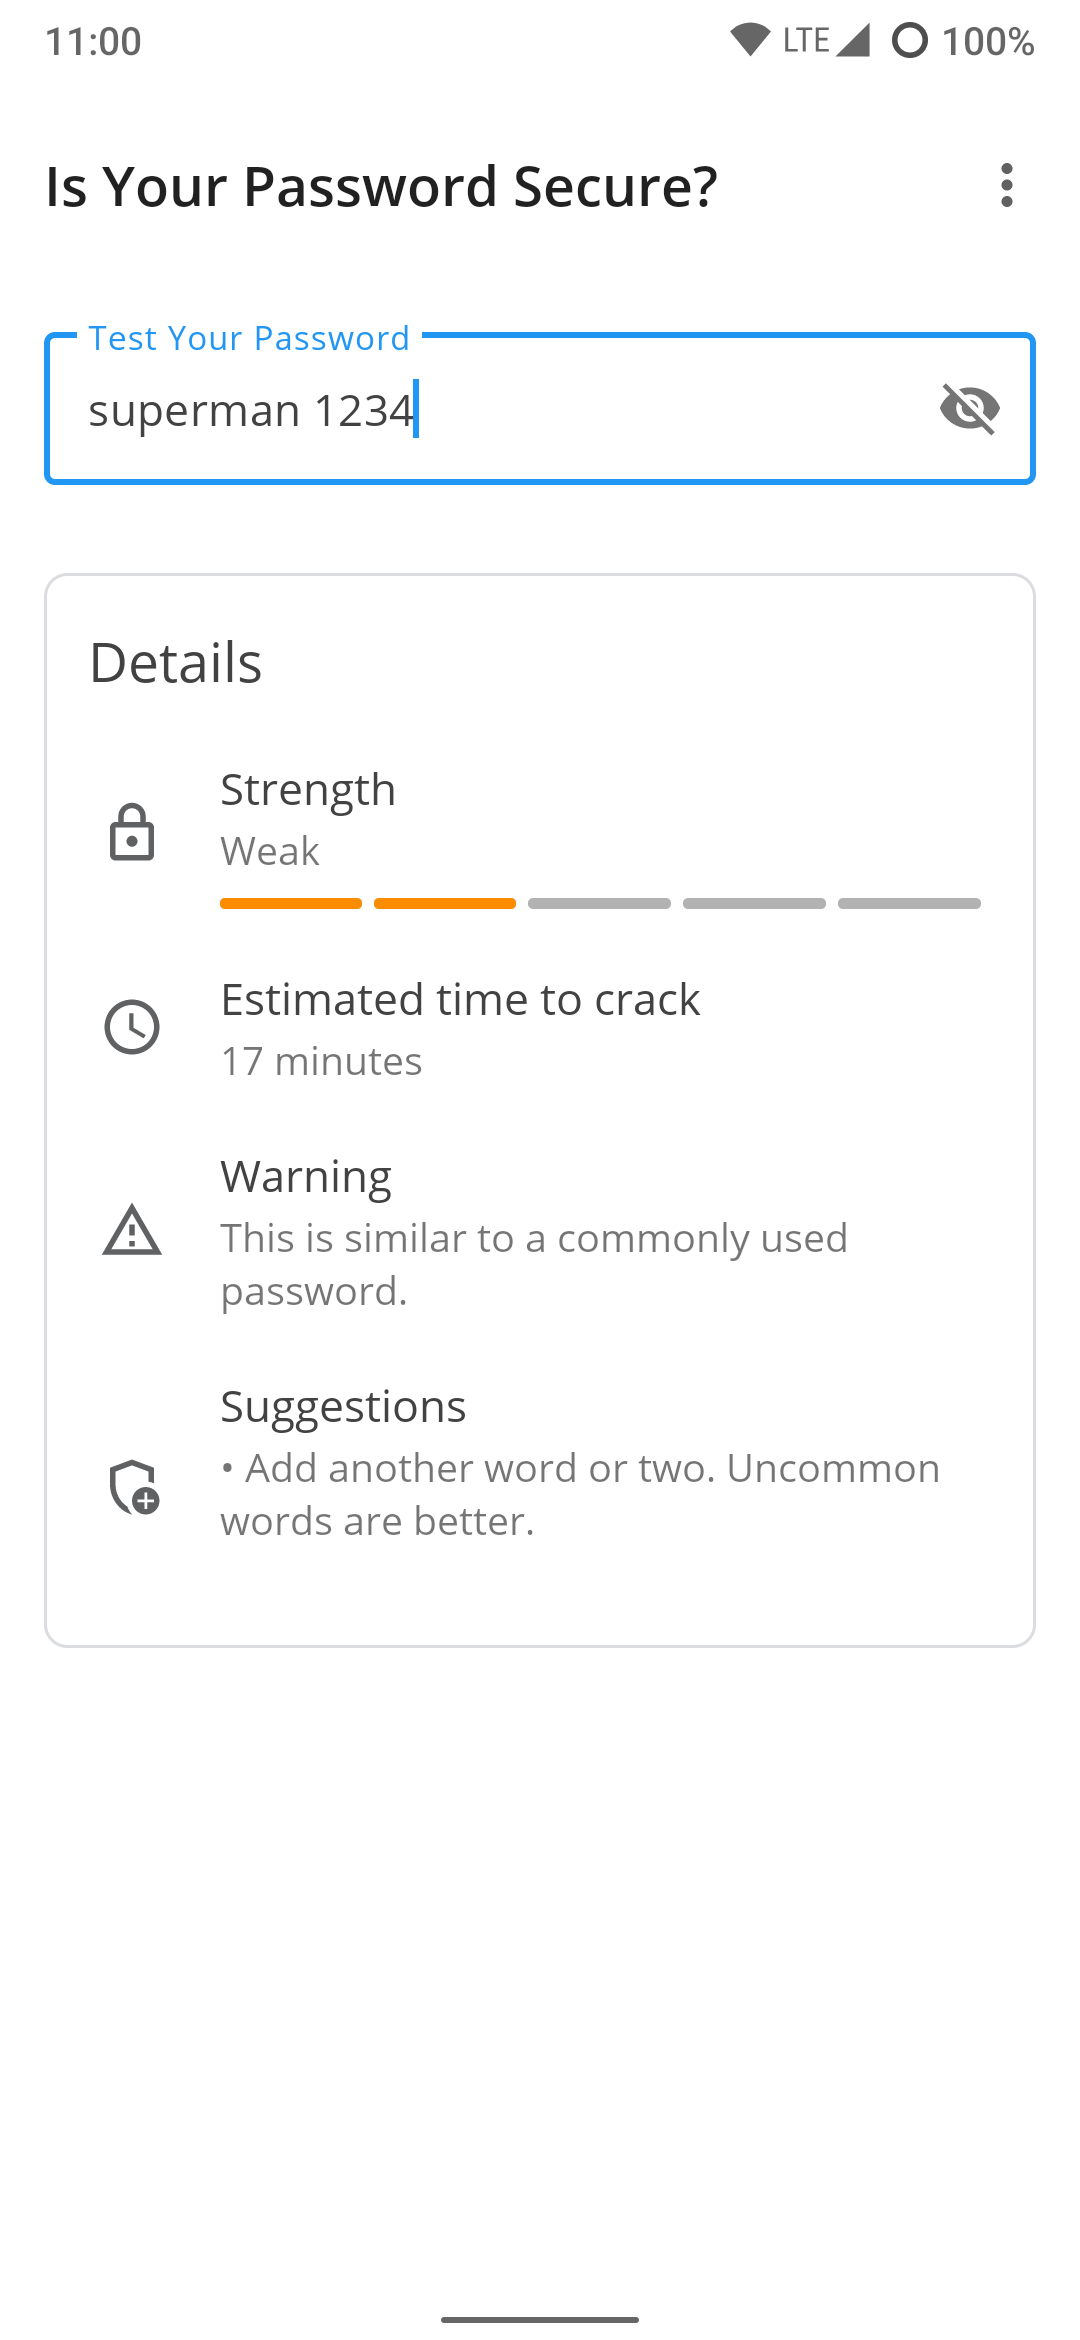 11:00 LTE 100%
Is Your Password Secure?
Test Your Password
superman 1234
Details
Strength
Weak
Estimated time to crack
17 minutes
Warning
This is similar to a commonly used
password.
Suggestions
• Add another word or two. Uncommon
words are better.